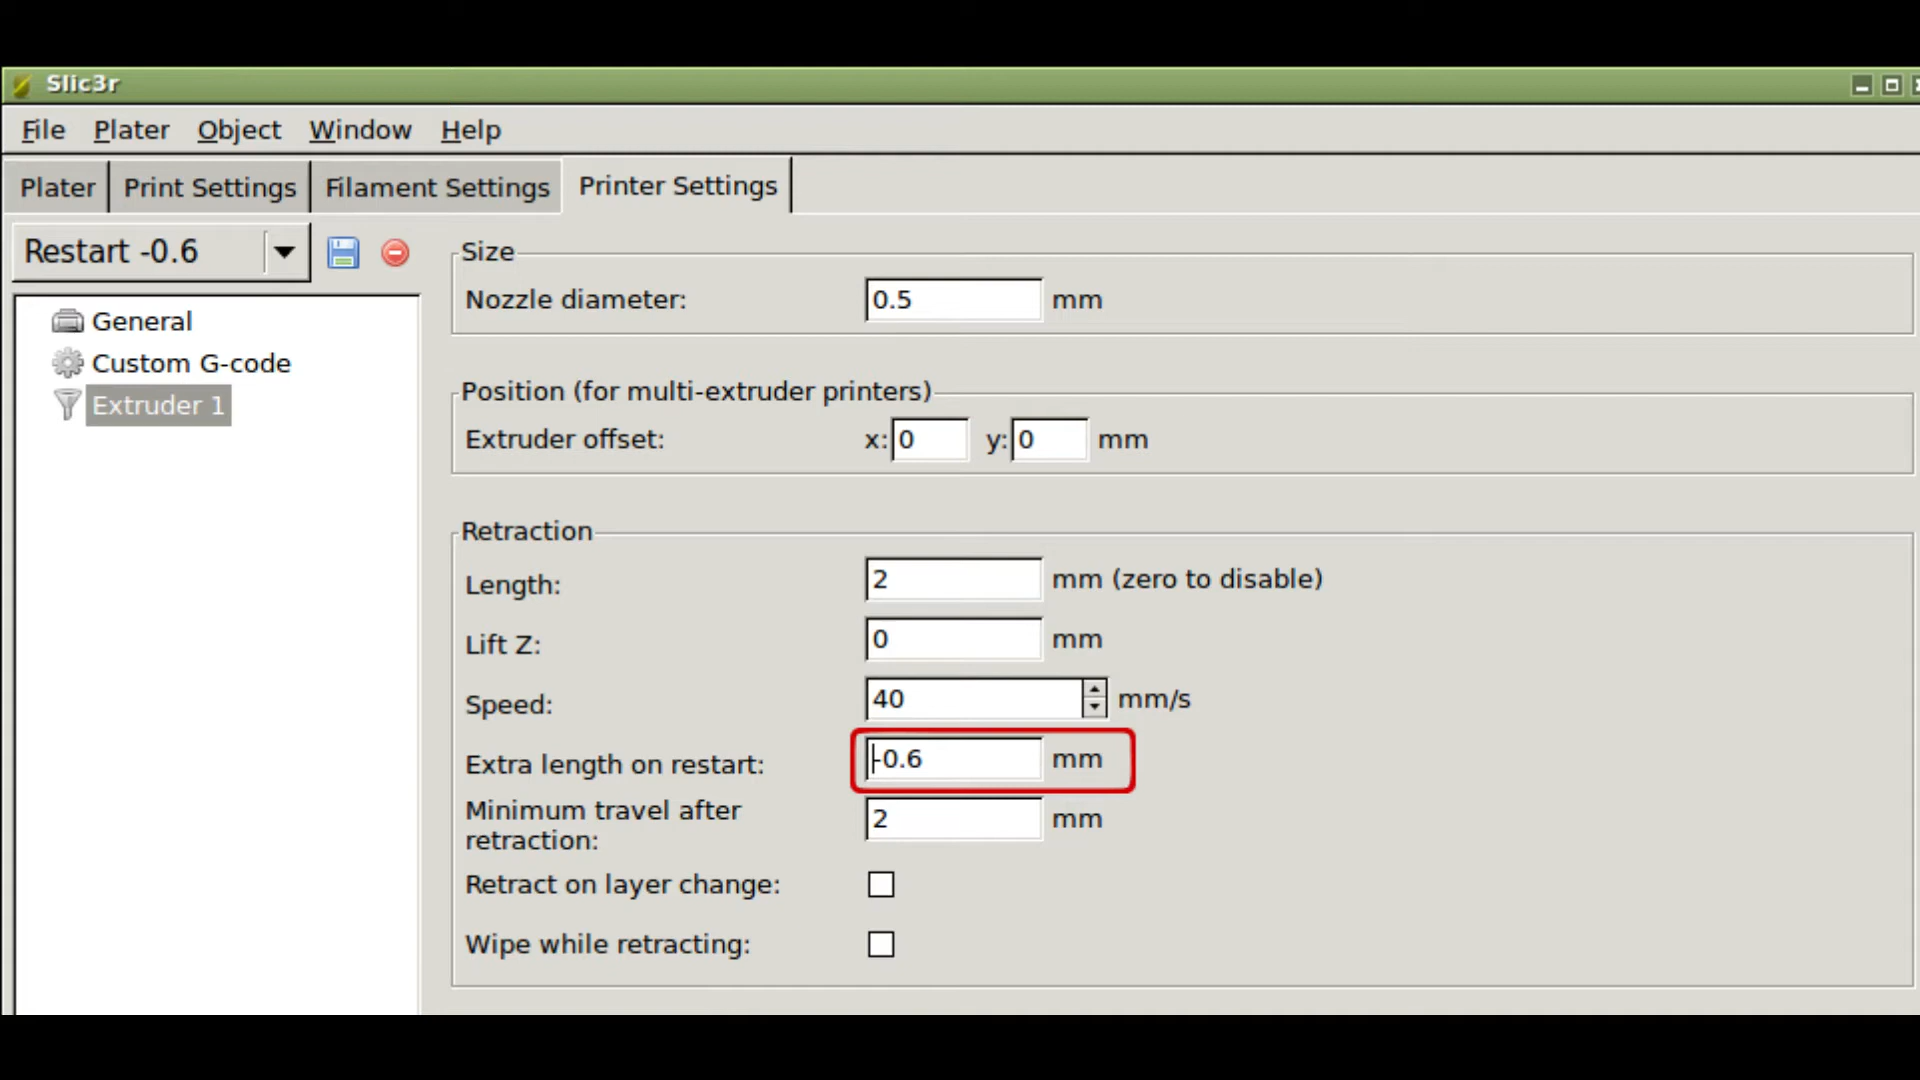 Slic3r
File Plater Object Window Help
Plater Print Settings Filament Settings Printer Settings
Restart -0.6
General
Custom G-code
Extruder 1
Size
Nozzle diameter: 0.5 mm
Position (for multi-extruder printers)
Extruder offset: x: 0 y: 0 mm
Retraction
Length: 2 mm (zero to disable)
Lift Z: 0 mm
Speed: 40 mm/s
Extra length on restart: -0.6 mm
Minimum travel after
retraction: 2 mm
Retract on layer change:
Wipe while retracting: